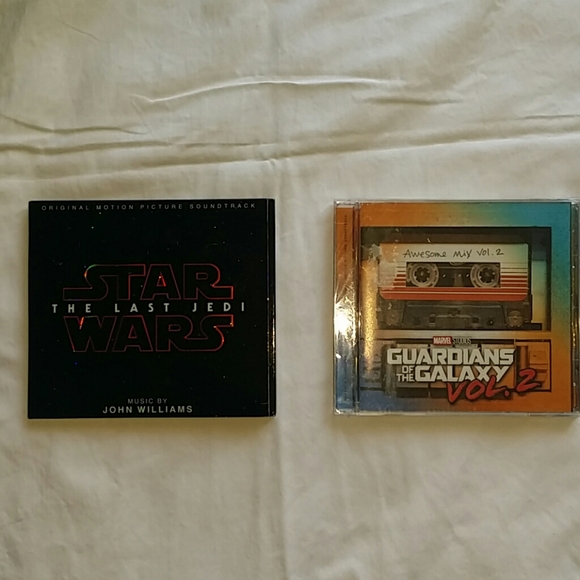 ORIGINAL MOTION PICTURE SOUNDTRACK
STAR
THE LAST JEDI
WARS
MUSIC BY
JOHN WILLIAMS
Awesome Mix Vol. 2
MARVEL STUDIOS
GUARDIANS
OF THE GALAXY
VOL. 2